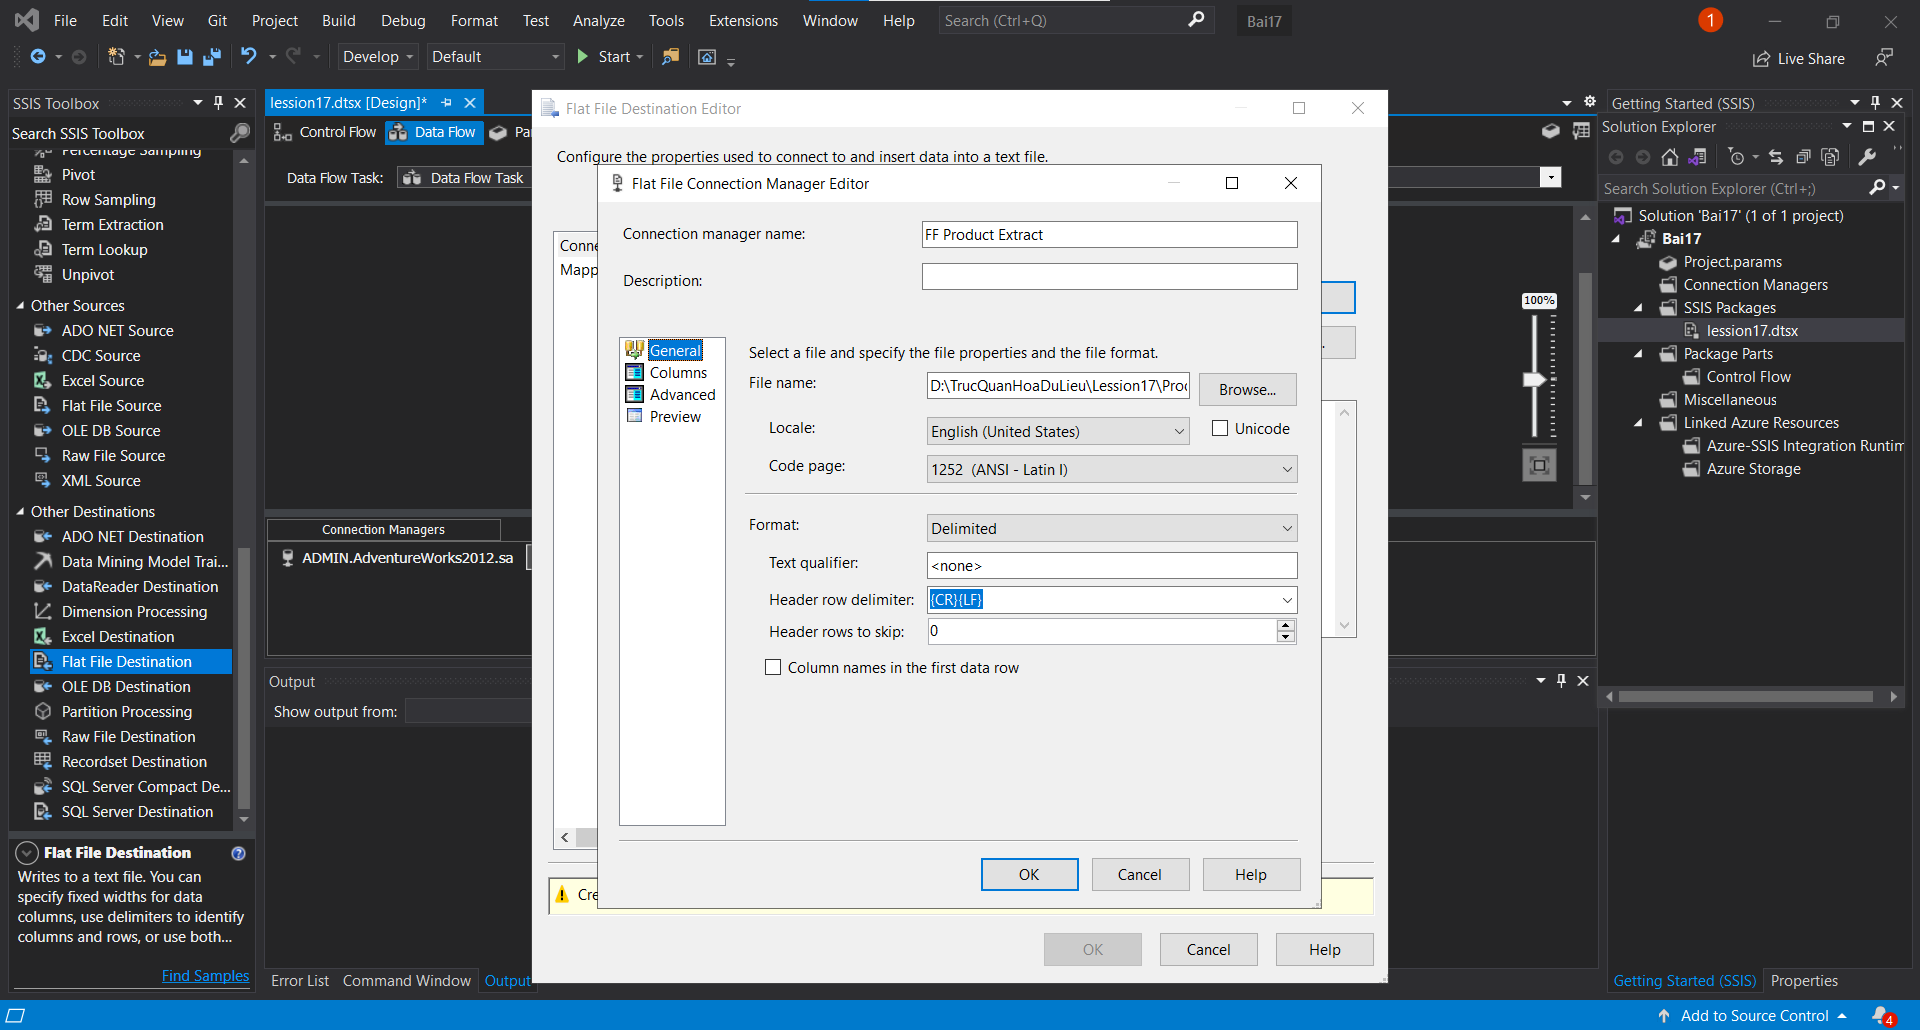 File Edit View Git Project Build Debug Format Test Analyze Tools Extensions Window Help Search (Ctrl+Q) Bai17 1
Develop Default Start Live Share
SSIS Toolbox
Search SSIS Toolbox
Percentage Sampling
Pivot
Row Sampling
Term Extraction
Term Lookup
Unpivot
Other Sources
ADO NET Source
CDC Source
Excel Source
Flat File Source
OLE DB Source
Raw File Source
XML Source
Other Destinations
ADO NET Destination
Data Mining Model Trai...
DataReader Destination
Dimension Processing
Excel Destination
Flat File Destination
OLE DB Destination
Partition Processing
Raw File Destination
Recordset Destination
SQL Server Compact De...
SQL Server Destination
Flat File Destination
Writes to a text file. You can
specify fixed widths for data
columns, use delimiters to identify
columns and rows, or use both...
Find Samples
lession17.dtsx [Design]*
Control Flow Data Flow Pa
Data Flow Task: Data Flow Task
100%
Connection Managers
ADMIN.AdventureWorks2012.sa
Output
Show output from:
Error List Command Window Output
Flat File Destination Editor
Configure the properties used to connect to and insert data into a text file.
Conne
Mapp
Cre
OK Cancel Help
Flat File Connection Manager Editor
Connection manager name: FF Product Extract
Description:
General
Columns
Advanced
Preview
Select a file and specify the file properties and the file format.
File name: D:\TrucQuanHoaDuLieu\Lession17\Proc Browse...
Locale: English (United States) Unicode
Code page: 1252 (ANSI - Latin I)
Format: Delimited
Text qualifier: <none>
Header row delimiter: {CR}{LF}
Header rows to skip: 0
Column names in the first data row
OK Cancel Help
Getting Started (SSIS)
Solution Explorer
Search Solution Explorer (Ctrl+;)
Solution 'Bai17' (1 of 1 project)
Bai17
Project.params
Connection Managers
SSIS Packages
lession17.dtsx
Package Parts
Control Flow
Miscellaneous
Linked Azure Resources
Azure-SSIS Integration Runtim
Azure Storage
Getting Started (SSIS) Properties
Add to Source Control 4